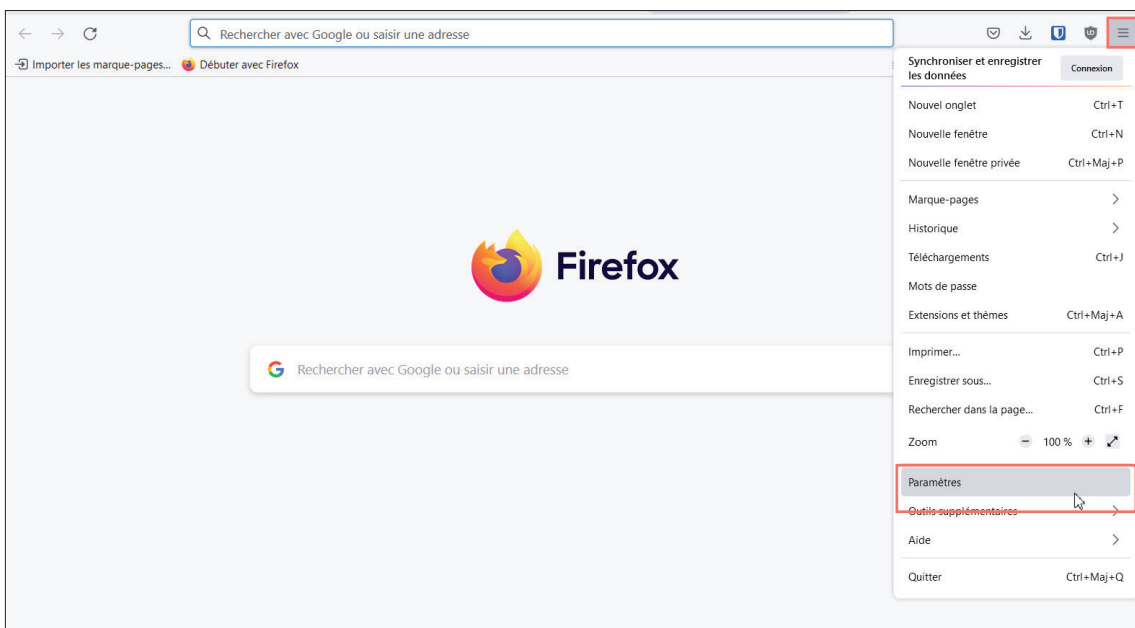 Rechercher avec Google ou saisir une adresse
Importer les marque-pages... Débuter avec Firefox
Synchroniser et enregistrer
les données
Connexion
Nouvel onglet Ctrl+T
Nouvelle fenêtre Ctrl+N
Nouvelle fenêtre privée Ctrl+Maj+P
Marque-pages
Historique
Téléchargements Ctrl+J
Mots de passe
Extensions et thèmes Ctrl+Maj+A
Imprimer... Ctrl+P
Enregistrer sous... Ctrl+S
Rechercher dans la page... Ctrl+F
Zoom − 100 % +
Paramètres
Outils supplémentaires
Aide
Quitter Ctrl+Maj+Q
Firefox
Rechercher avec Google ou saisir une adresse